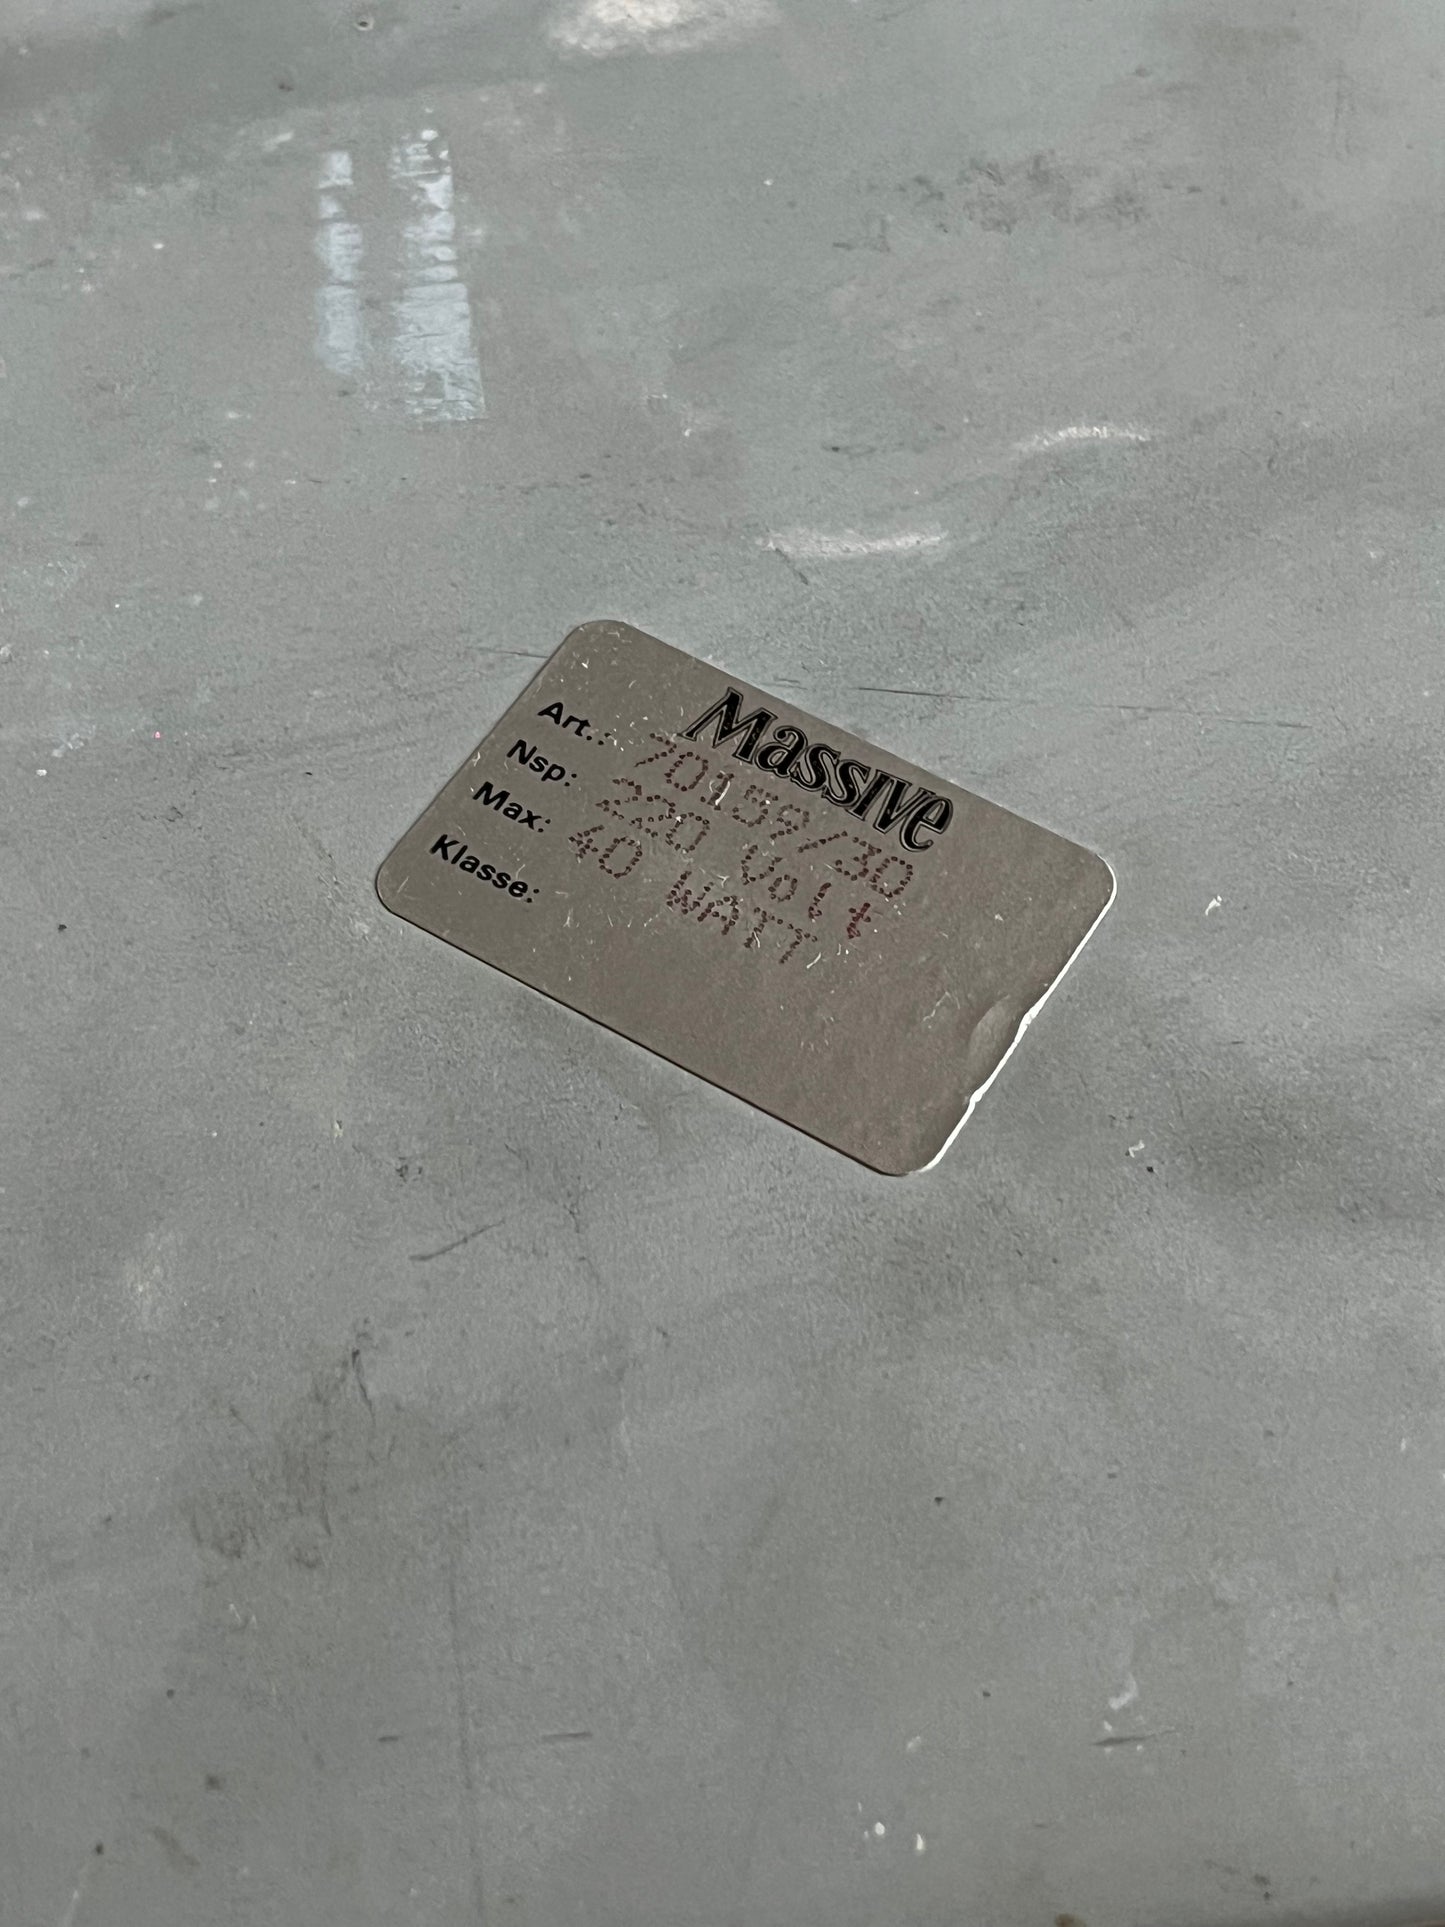 Massive
Art.: 70159/30
Nsp: 220 Volt
Max: 40 WATT
Klasse: